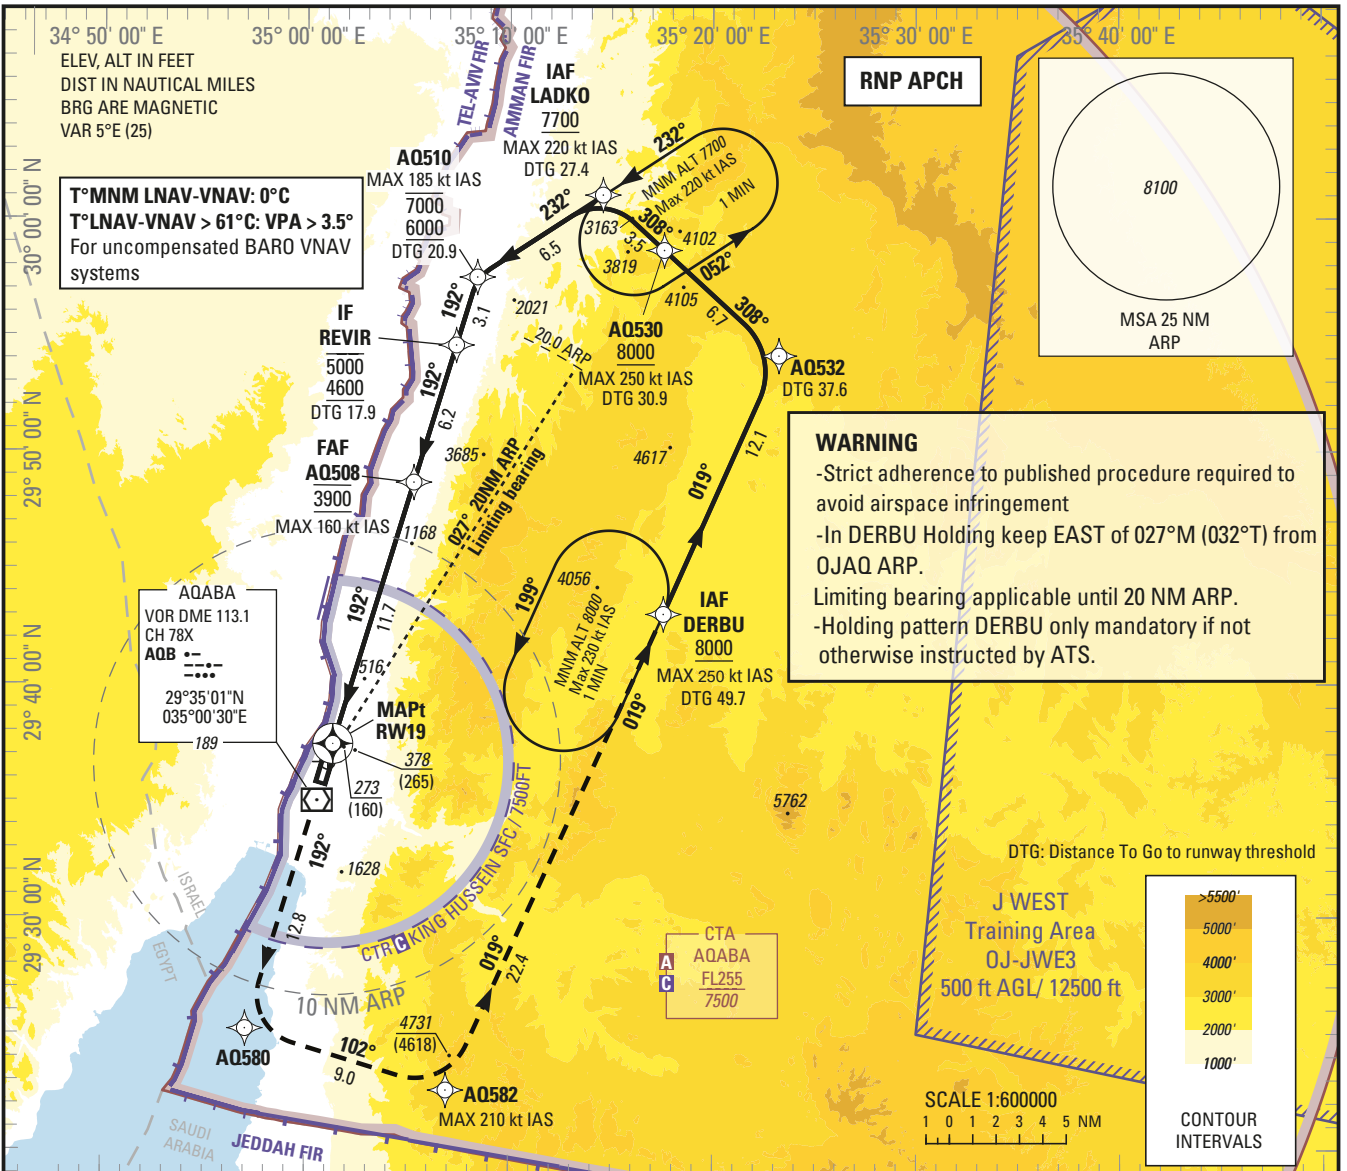 34° 50' 00" E
35° 00' 00" E
35° 10' 00" E
35° 20' 00" E
35° 30' 00" E
35° 40' 00" E
ELEV, ALT IN FEET
DIST IN NAUTICAL MILES
BRG ARE MAGNETIC
VAR 5°E (25)
TEL-AVIV FIR
AMMAN FIR
IAF
LADKO
7700
MAX 220 kt IAS
DTG 27.4
RNP APCH
8100
MSA 25 NM
ARP
T°MNM LNAV-VNAV: 0°C
T°LNAV-VNAV > 61°C: VPA > 3.5°
For uncompensated BARO VNAV
systems
AQ510
MAX 185 kt IAS
7000
6000
DTG 20.9
232°
MNM ALT 7700
Max 220 kt IAS
1 MIN
232°
6.5
3163
308°
3.5
4102
3819
052°
4105
6.7
308°
30° 00' 00" N
192°
3.1
2021
20.0 ARP
IF
REVIR
5000
4600
DTG 17.9
AQ530
8000
MAX 250 kt IAS
DTG 30.9
AQ532
DTG 37.6
192°
6.2
FAF
AQ508
3900
MAX 160 kt IAS
3685
4617
12.1
019°
027° 20NM ARP
Limiting bearing
29° 50' 00" N
1168
WARNING
-Strict adherence to published procedure required to
avoid airspace infringement
-In DERBU Holding keep EAST of 027°M (032°T) from
OJAQ ARP.
Limiting bearing applicable until 20 NM ARP.
-Holding pattern DERBU only mandatory if not
otherwise instructed by ATS.
192°
11.7
199°
4056
MNM ALT 8000
Max 230 kt IAS
1 MIN
IAF
DERBU
8000
MAX 250 kt IAS
DTG 49.7
019°
AQABA
VOR DME 113.1
CH 78X
AQB
29°35'01"N
035°00'30"E
189
516
MAPt
RW19
378
(265)
273
(160)
29° 40' 00" N
5762
192°
1628
12.8
CTR C KING HUSSEIN SFC / 7500FT
DTG: Distance To Go to runway threshold
ISRAEL
EGYPT
29° 30' 00" N
019°
22.4
10 NM ARP
CTA
AQABA
A
C
FL255
7500
J WEST
Training Area
OJ-JWE3
500 ft AGL/ 12500 ft
>5500'
5000'
4000'
3000'
2000'
1000'
CONTOUR
INTERVALS
AQ580
102°
9.0
4731
(4618)
AQ582
MAX 210 kt IAS
SCALE 1:600000
1 0 1 2 3 4 5 NM
SAUDI
ARABIA
JEDDAH FIR